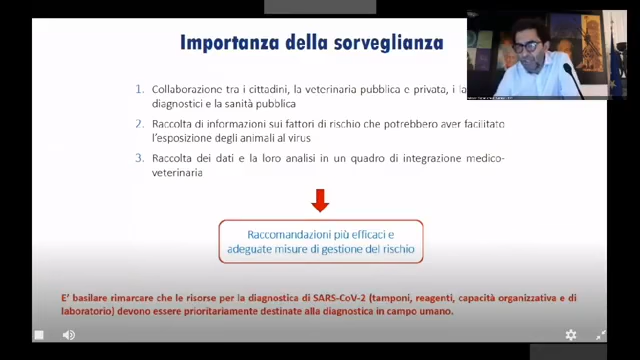 Importanza della sorveglianza
1. Collaborazione tra i cittadini, la veterinaria pubblica e privata, i
diagnostici e la sanità pubblica
2. Raccolta di informazioni sui fattori di rischio che potrebbero aver facilitato
l'esposizione degli animali al virus
3. Raccolta dei dati e la loro analisi in un quadro di integrazione medico-
veterinaria
Raccomandazioni più efficaci e
adeguate misure di gestione del rischio
E' basilare rimarcare che le risorse per la diagnostica di SARS-CoV-2 (tamponi, reagenti, capacità organizzativa e di
laboratorio) devono essere prioritariamente destinate alla diagnostica in campo umano.